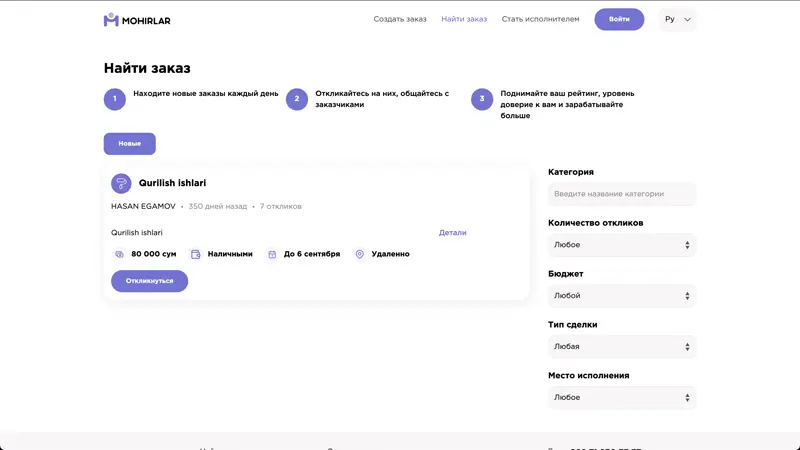 MOHIRLAR
Создать заказ
Найти заказ
Стать исполнителем
Войти
Ру
Найти заказ
1
Находите новые заказы каждый день
2
Откликайтесь на них, общайтесь с
заказчиками
3
Поднимайте ваш рейтинг, уровень
доверие к вам и зарабатывайте
больше
Новые
Qurilish ishlari
HASAN EGAMOV • 350 дней назад • 7 откликов
Qurilish ishlari
Детали
80 000 сум
Наличными
До 6 сентября
Удаленно
Откликнуться
Категория
Введите название категории
Количество откликов
Любое
Бюджет
Любой
Тип сделки
Любая
Место исполнения
Любое